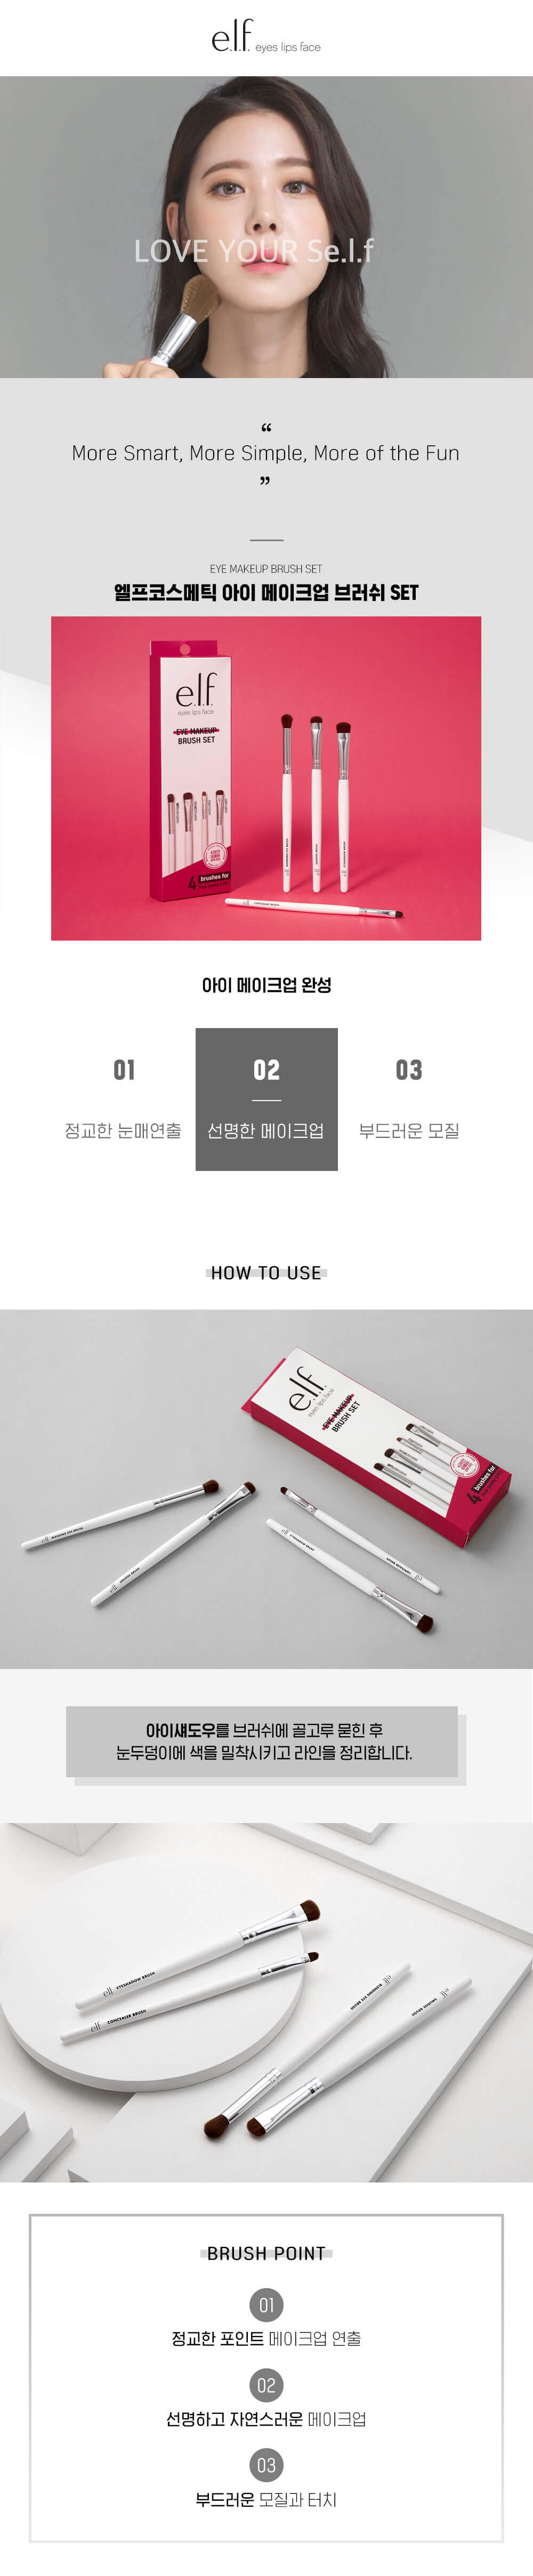 e.l.f. eyes lips face
LOVE YOUR Se.l.f
“
More Smart, More Simple, More of the Fun
”
EYE MAKEUP BRUSH SET
엘프코스메틱 아이 메이크업 브러쉬 SET
e.l.f.
eyes lips face
EYE MAKEUP
BRUSH SET
4 brushes for
아이 메이크업 완성
01
정교한 눈매연출
02
선명한 메이크업
03
부드러운 모질
HOW TO USE
e.l.f.
eyes lips face
EYE MAKEUP
BRUSH SET
4 brushes for
아이섀도우를 브러쉬에 골고루 묻힌 후
눈두덩이에 색을 밀착시키고 라인을 정리합니다.
elf EYESHADOW BRUSH
elf CONCEALER BRUSH
BRUSH POINT
01
정교한 포인트 메이크업 연출
02
선명하고 자연스러운 메이크업
03
부드러운 모질과 터치